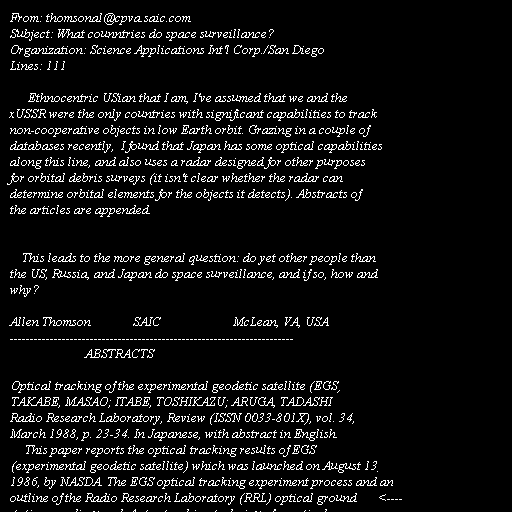 From: thomsonal@cpva.saic.com
Subject: What counntries do space surveillance?
Organization: Science Applications Int'l Corp./San Diego
Lines: 111
Ethnocentric USian that I am, I've assumed that we and the
xUSSR were the only countries with significant capabilities to track
non-cooperative objects in low Earth orbit. Grazing in a couple of
databases recently,  I found that Japan has some optical capabilities
along this line, and also uses a radar designed for other purposes
for orbital debris surveys (it isn't clear whether the radar can
determine orbital elements for the objects it detects). Abstracts of
the articles are appended.
This leads to the more general question: do yet other people than
the US, Russia, and Japan do space surveillance, and if so, how and
why?
Allen Thomson             SAIC                       McLean, VA, USA
-----------------------------------------------------------------------
ABSTRACTS
Optical tracking of the experimental geodetic satellite (EGS,
TAKABE, MASAO; ITABE, TOSHIKAZU; ARUGA, TADASHI
Radio Research Laboratory, Review (ISSN 0033-801X), vol. 34,
March 1988, p. 23-34. In Japanese, with abstract in English.
This paper reports the optical tracking results of EGS
(experimental geodetic satellite) which was launched on August 13,
1986, by NASDA. The EGS optical tracking experiment process and an
outline of the Radio Research Laboratory (RRL) optical ground       <----